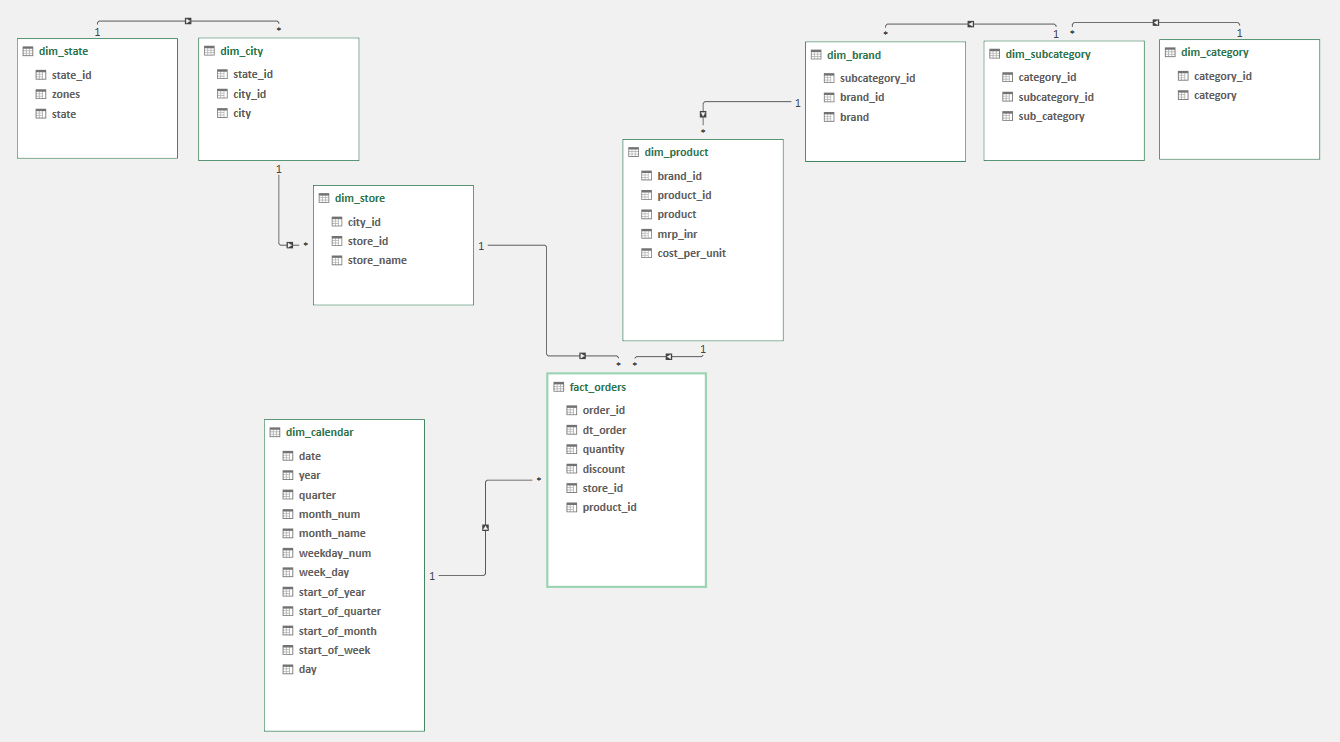 1
*
dim_state
state_id
zones
state
dim_city
state_id
city_id
city
1
*
dim_store
city_id
store_id
store_name
1
*
1
*
dim_brand
subcategory_id
brand_id
brand
1
*
dim_subcategory
category_id
subcategory_id
sub_category
1
*
dim_category
category_id
category
1
*
dim_product
brand_id
product_id
product
mrp_inr
cost_per_unit
1
*
fact_orders
order_id
dt_order
quantity
discount
store_id
product_id
dim_calendar
date
year
quarter
month_num
month_name
weekday_num
week_day
start_of_year
start_of_quarter
start_of_month
start_of_week
day
1
*